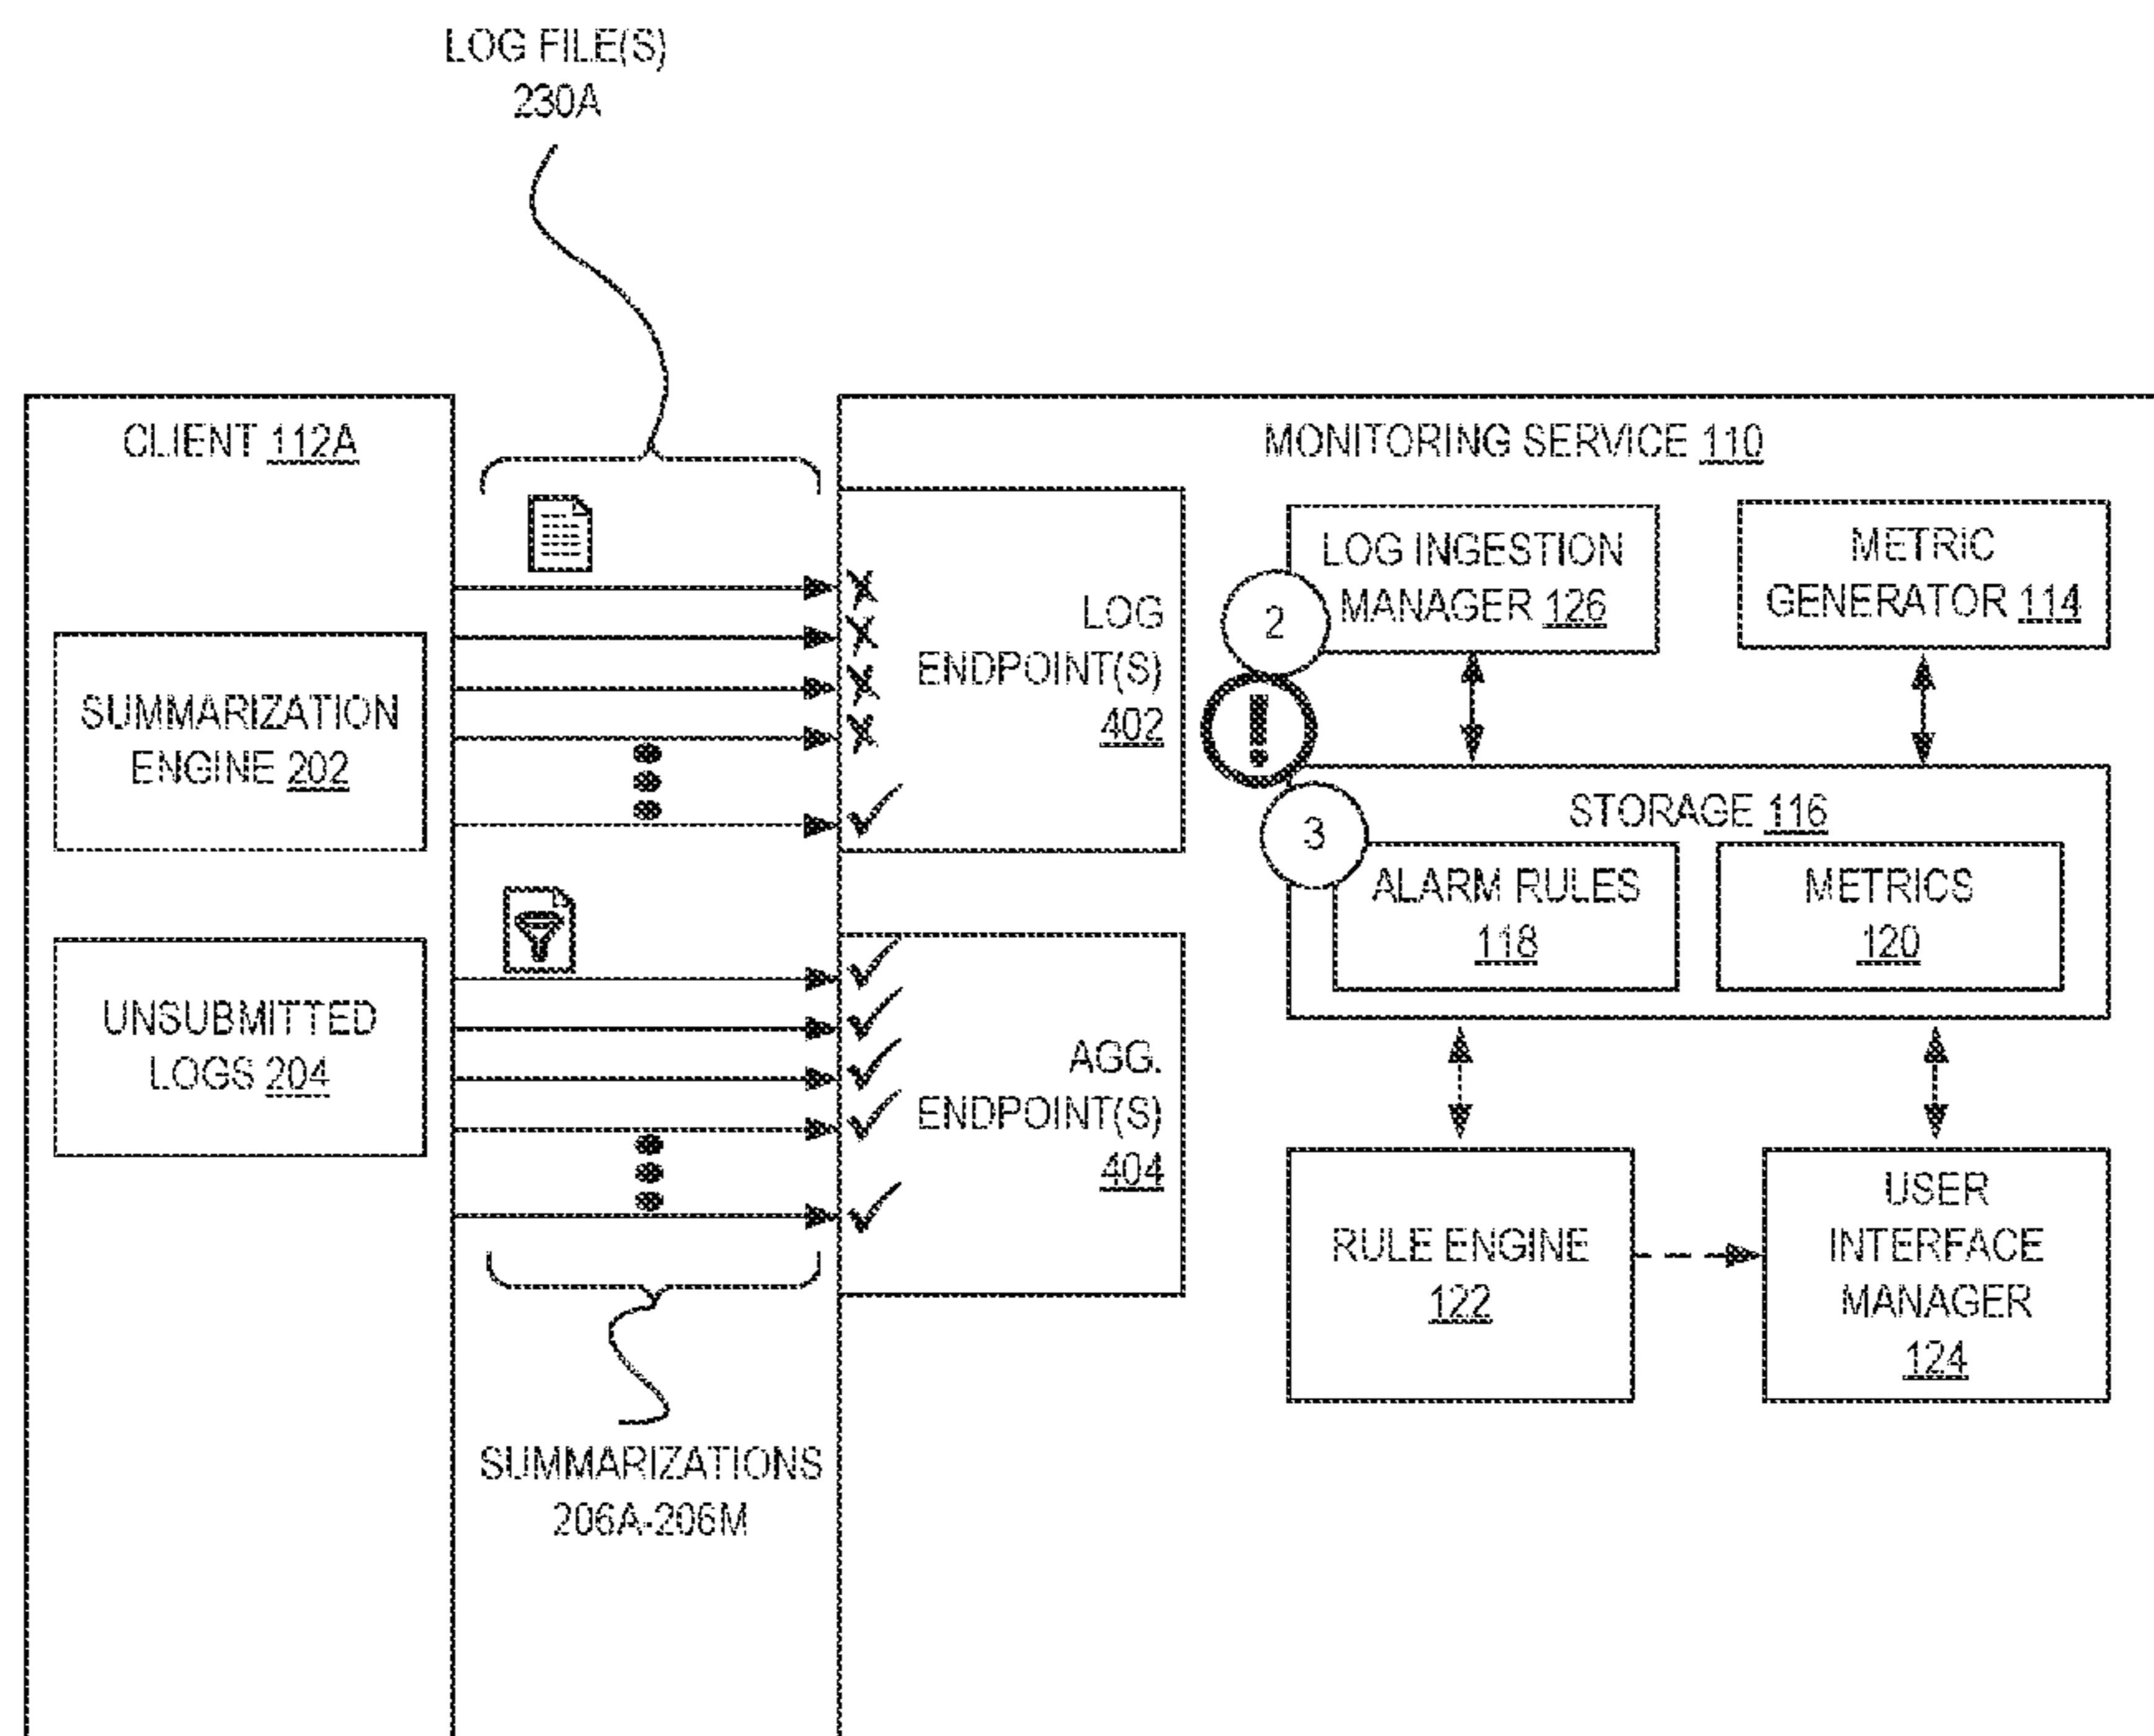 LOG FILE(S)
230A
CLIENT 112A
MONITORING SERVICE 110
SUMMARIZATION
ENGINE 202
UNSUBMITTED
LOGS 204
LOG
ENDPOINT(S)
402
AGG.
ENDPOINT(S)
404
SUMMARIZATIONS
206A-206M
LOG INGESTION
MANAGER 126
2
!
METRIC
GENERATOR 114
STORAGE 116
3
ALARM RULES
118
METRICS
120
RULE ENGINE
122
USER
INTERFACE
MANAGER
124